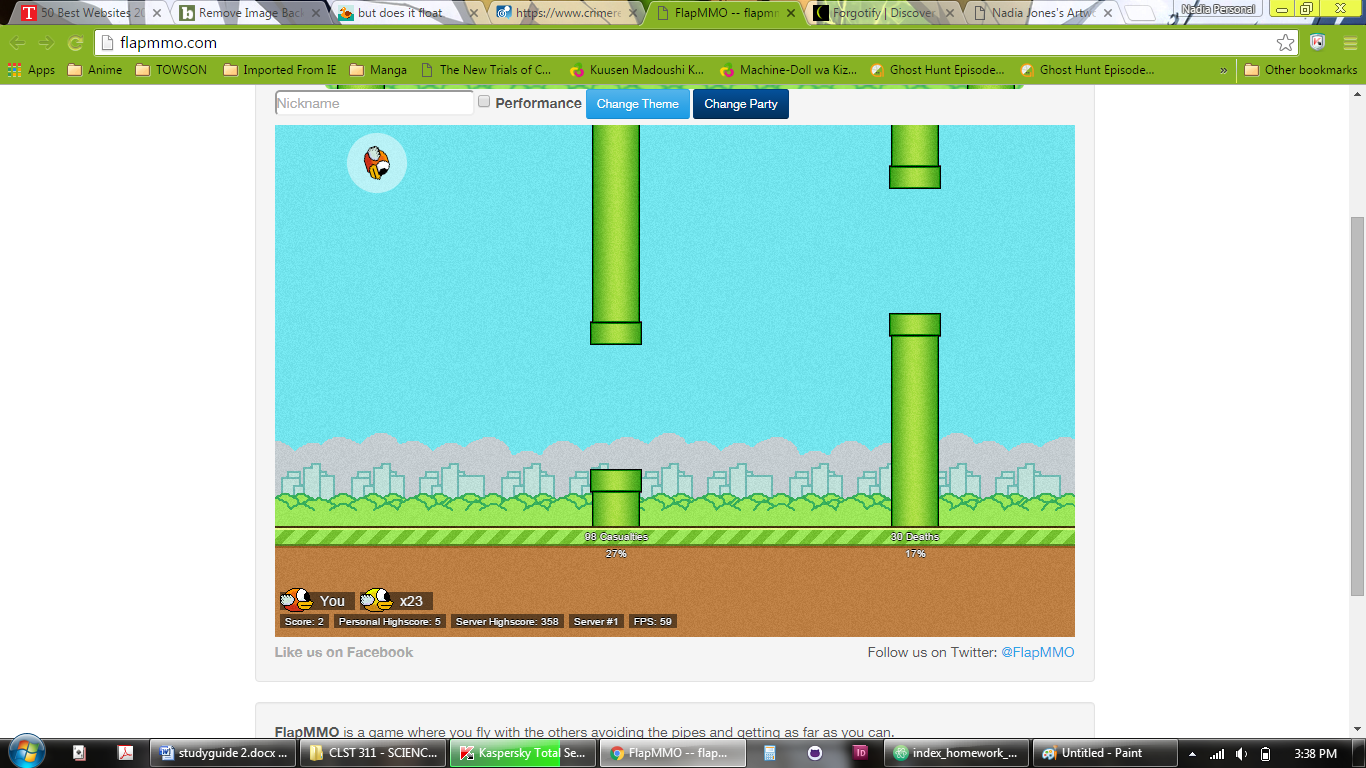 50 Best Websites 20
Remove Image Back
but does it float
https://www.crimere
FlapMMO -- flapmm
Forgotify | Discover
Nadia Jones's Artwo
Nadia Personal
flapmmo.com
Apps
Anime
TOWSON
Imported From IE
Manga
The New Trials of C...
Kuusen Madoushi K...
Machine-Doll wa Kiz...
Ghost Hunt Episode...
Ghost Hunt Episode...
»
Other bookmarks
Nickname
Performance
Change Theme
Change Party
98 Casualties
27%
30 Deaths
17%
You
x23
Score: 2
Personal Highscore: 5
Server Highscore: 358
Server #1
FPS: 59
Like us on Facebook
Follow us on Twitter: @FlapMMO
FlapMMO is a game where you fly with the others avoiding the pipes and getting as far as you can.
studyguide 2.docx ...
CLST 311 - SCIENC...
Kaspersky Total Se...
FlapMMO -- flap...
index_homework_...
Untitled - Paint
3:38 PM